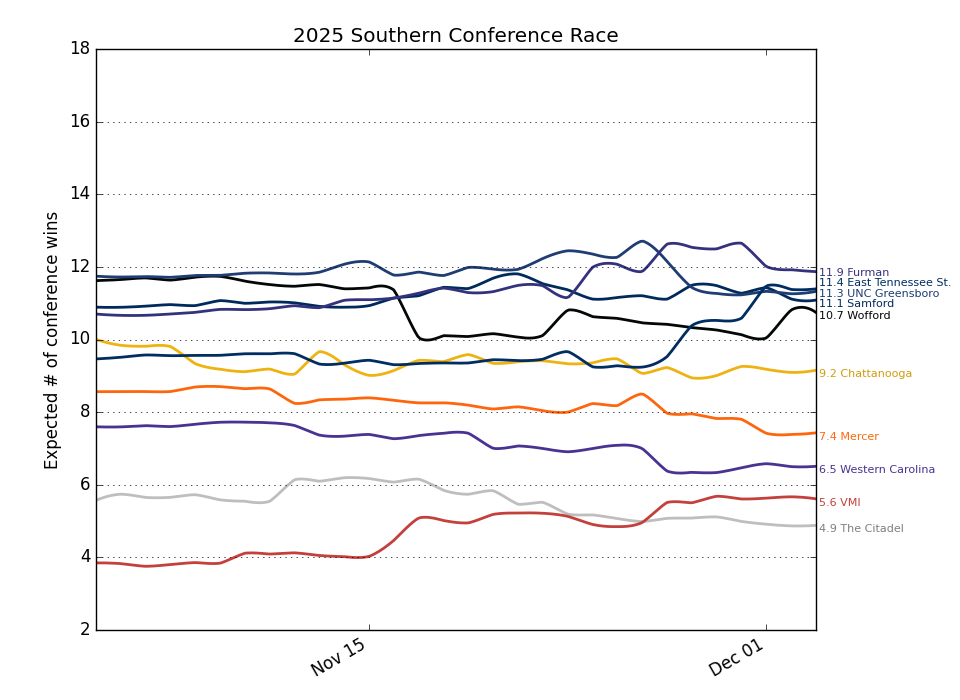 2025 Southern Conference Race
Expected # of conference wins
18
16
14
12
10
8
6
4
2
Nov 15
Dec 01
11.9 Furman
11.4 East Tennessee St.
11.3 UNC Greensboro
11.1 Samford
10.7 Wofford
9.2 Chattanooga
7.4 Mercer
6.5 Western Carolina
5.6 VMI
4.9 The Citadel